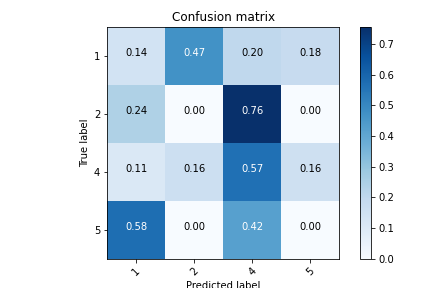 Confusion matrix
1 0.14 0.47 0.20 0.18
2 0.24 0.00 0.76 0.00
4 0.11 0.16 0.57 0.16
5 0.58 0.00 0.42 0.00
1 2 4 5
True label
Predicted label
0.7
0.6
0.5
0.4
0.3
0.2
0.1
0.0